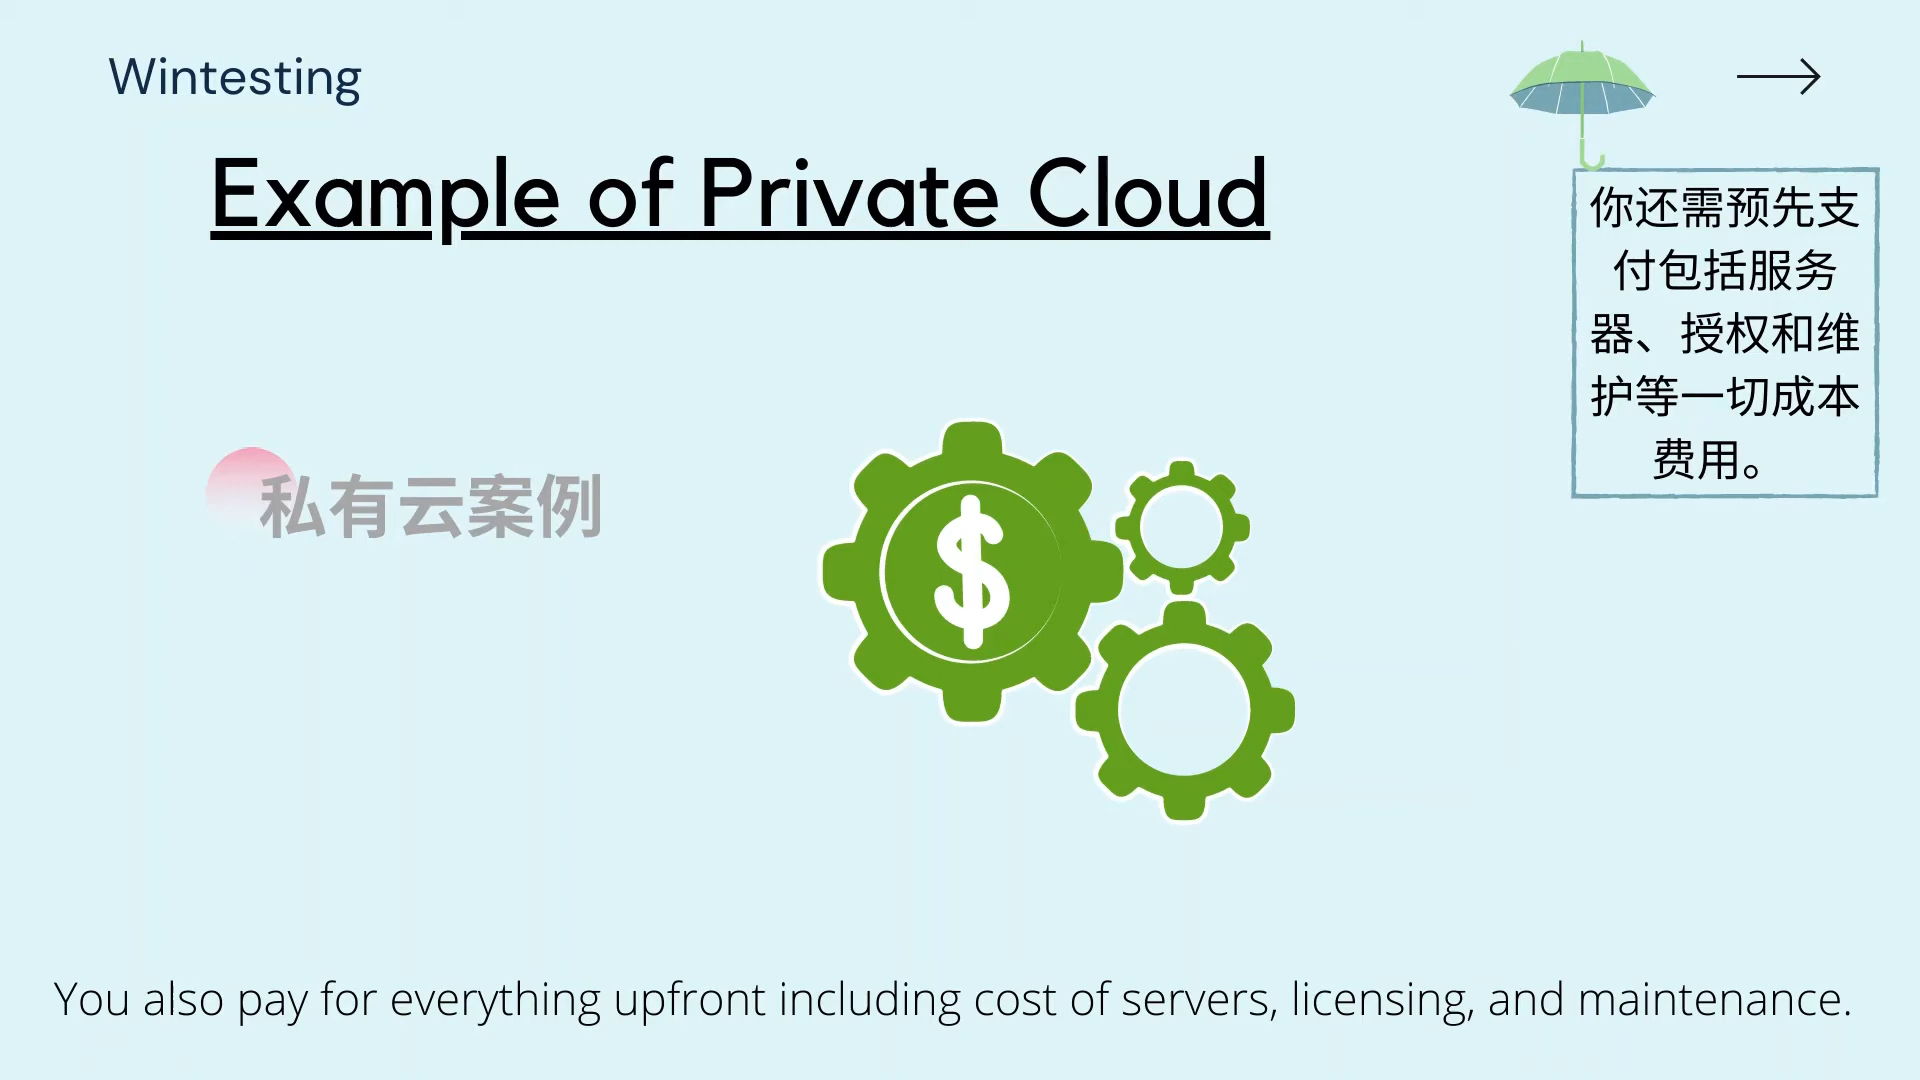 Wintesting
Example of Private Cloud
你还需预先支
付包括服务
器、授权和维
护等一切成本
费用。
私有云案例
$
You also pay for everything upfront including cost of servers, licensing, and maintenance.